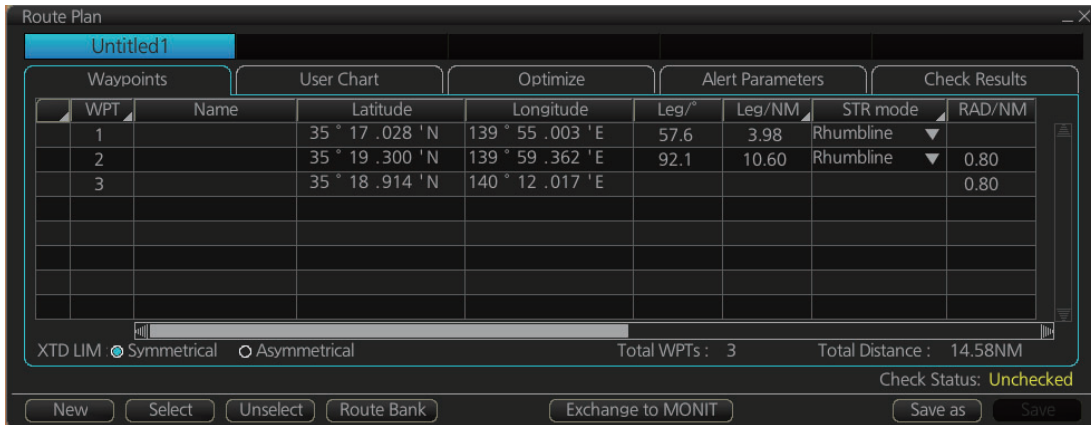 Route Plan
Untitled1
Waypoints User Chart Optimize Alert Parameters Check Results
WPT Name Latitude Longitude Leg/° Leg/NM STR mode RAD/NM
1 35 ° 17 .028 'N 139 ° 55 .003 'E 57.6 3.98 Rhumbline
2 35 ° 19 .300 'N 139 ° 59 .362 'E 92.1 10.60 Rhumbline 0.80
3 35 ° 18 .914 'N 140 ° 12 .017 'E 0.80
XTD LIM : Symmetrical Asymmetrical Total WPTs : 3 Total Distance : 14.58NM
Check Status: Unchecked
New Select Unselect Route Bank Exchange to MONIT Save as Save